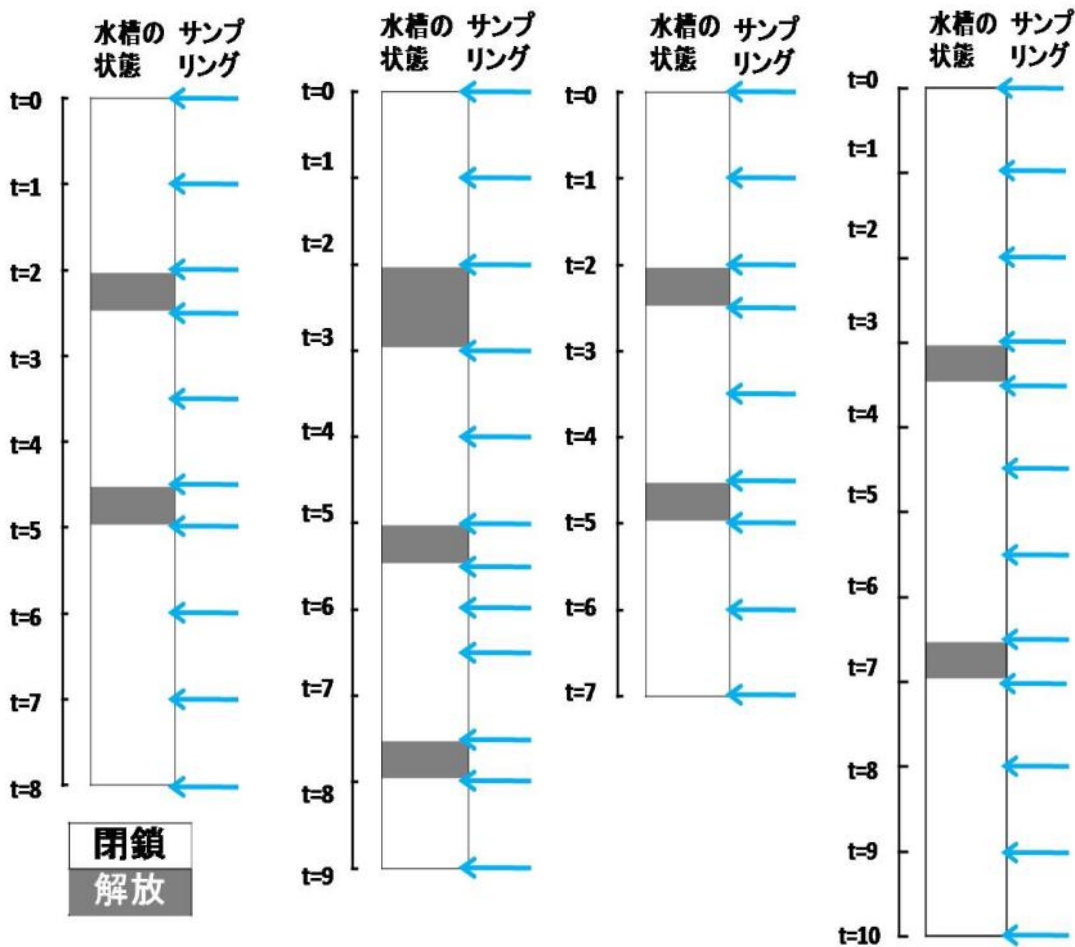 水槽の サンプ
状態 リング
t=0
t=1
t=2
t=3
t=4
t=5
t=6
t=7
t=8
閉鎖
解放
水槽の サンプ
状態 リング
t=0
t=1
t=2
t=3
t=4
t=5
t=6
t=7
t=8
t=9
水槽の サンプ
状態 リング
t=0
t=1
t=2
t=3
t=4
t=5
t=6
t=7
水槽の サンプ
状態 リング
t=0
t=1
t=2
t=3
t=4
t=5
t=6
t=7
t=8
t=9
t=10